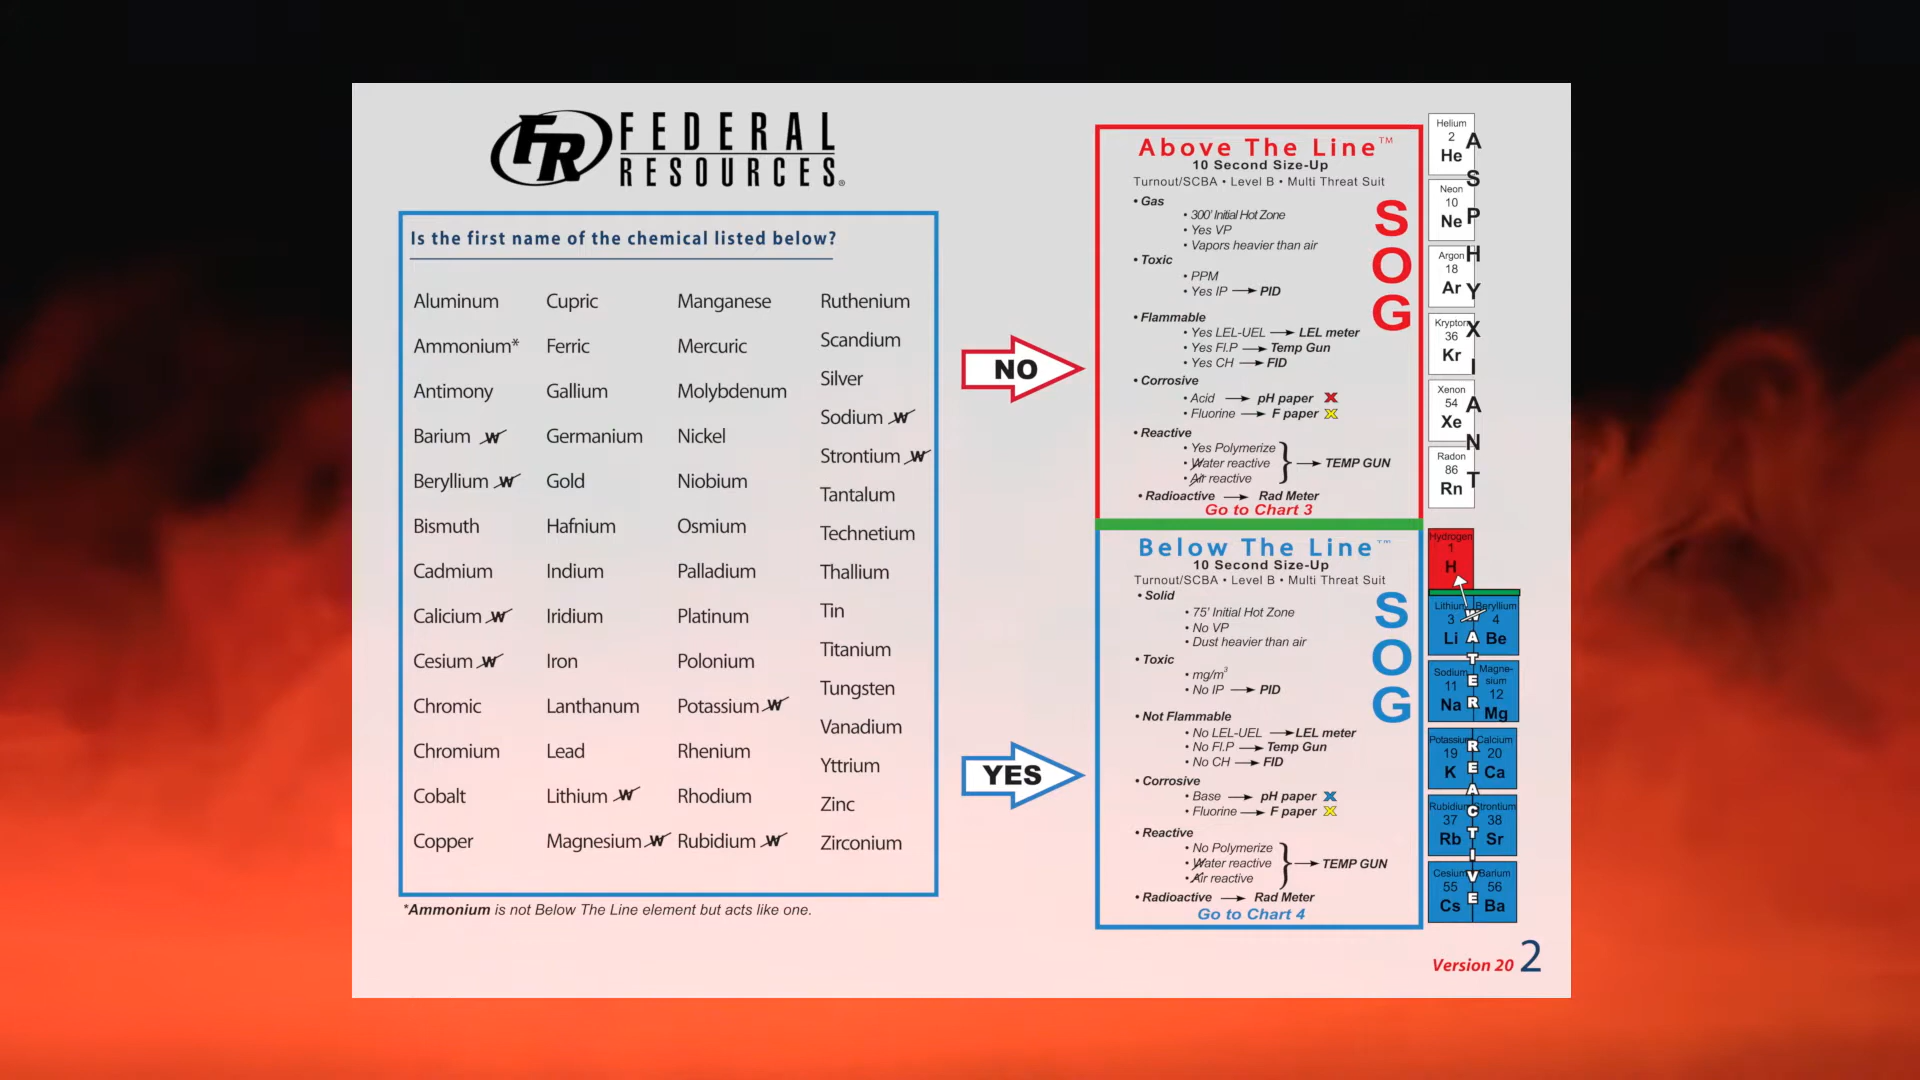 FR FEDERAL
RESOURCES®
Is the first name of the chemical listed below?
Aluminum
Ammonium*
Antimony
Barium W
Beryllium W
Bismuth
Cadmium
Calicium W
Cesium W
Chromic
Chromium
Cobalt
Copper
Cupric
Ferric
Gallium
Germanium
Gold
Hafnium
Indium
Iridium
Iron
Lanthanum
Lead
Lithium W
Magnesium W
Manganese
Mercuric
Molybdenum
Nickel
Niobium
Osmium
Palladium
Platinum
Polonium
Potassium W
Rhenium
Rhodium
Rubidium W
Ruthenium
Scandium
Silver
Sodium W
Strontium W
Tantalum
Technetium
Thallium
Tin
Titanium
Tungsten
Vanadium
Yttrium
Zinc
Zirconium
*Ammonium is not Below The Line element but acts like one.
NO
YES
Above The Line™
10 Second Size-Up
Turnout/SCBA • Level B • Multi Threat Suit
• Gas
• 300' Initial Hot Zone
• Yes VP
• Vapors heavier than air
• Toxic
• PPM
• Yes IP → PID
• Flammable
• Yes LEL-UEL → LEL meter
• Yes Fl.P → Temp Gun
• Yes CH → FID
• Corrosive
• Acid → pH paper X
• Fluorine → F paper X
• Reactive
• Yes Polymerize
• Water reactive
• Air reactive
} → TEMP GUN
• Radioactive → Rad Meter
Go to Chart 3
SOG
Below The Line™
10 Second Size-Up
Turnout/SCBA • Level B • Multi Threat Suit
• Solid
• 75' Initial Hot Zone
• No VP
• Dust heavier than air
• Toxic
• mg/m³
• No IP → PID
• Not Flammable
• No LEL-UEL → LEL meter
• No Fl.P → Temp Gun
• No CH → FID
• Corrosive
• Base → pH paper X
• Fluorine → F paper X
• Reactive
• No Polymerize
• Water reactive
• Air reactive
} → TEMP GUN
• Radioactive → Rad Meter
Go to Chart 4
SOG
Helium
2
He
Neon
10
Ne
Argon
18
Ar
Krypton
36
Kr
Xenon
54
Xe
Radon
86
Rn
ASPHYXIANT
Hydrogen
1
H
Lithium
3
Li
Beryllium
4
Be
Sodium
11
Na
Magne-
sium
12
Mg
Potassium
19
K
Calcium
20
Ca
Rubidium
37
Rb
Strontium
38
Sr
Cesium
55
Cs
Barium
56
Ba
WATER REACTIVE
Version 20 2